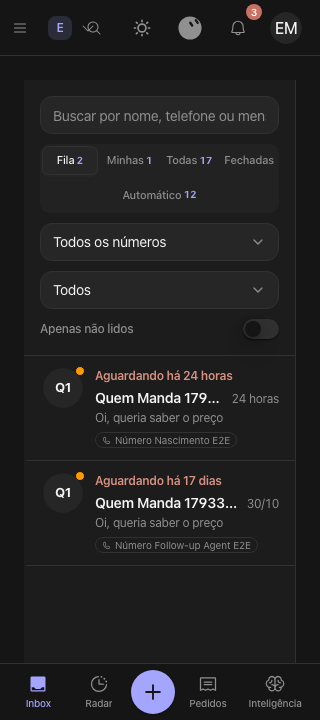 E
3
EM
Buscar por nome, telefone ou men
Fila 2 Minhas 1 Todas 17 Fechadas
Automático 12
Todos os números
Todos
Apenas não lidos
Q1
Aguardando há 24 horas
Quem Manda 179... 24 horas
Oi, queria saber o preço
Número Nascimento E2E
Q1
Aguardando há 17 dias
Quem Manda 17933... 30/10
Oi, queria saber o preço
Número Follow-up Agent E2E
Inbox Radar Pedidos Inteligência